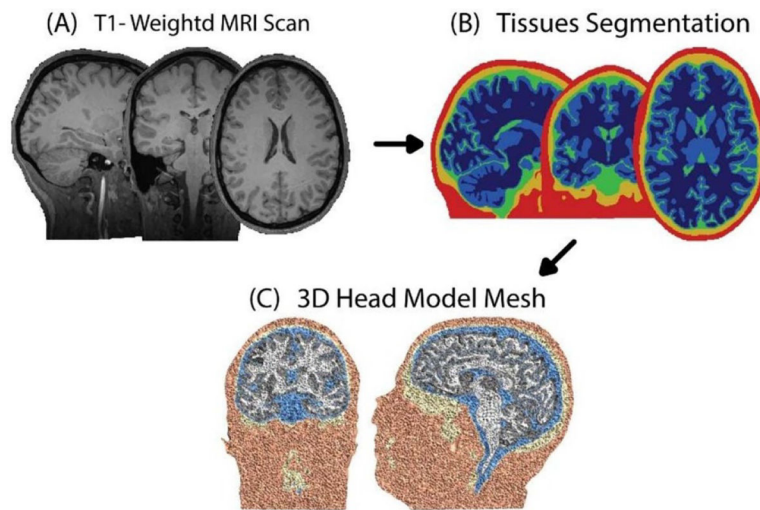 (A) T1- Weightd MRI Scan
(B) Tissues Segmentation
(C) 3D Head Model Mesh